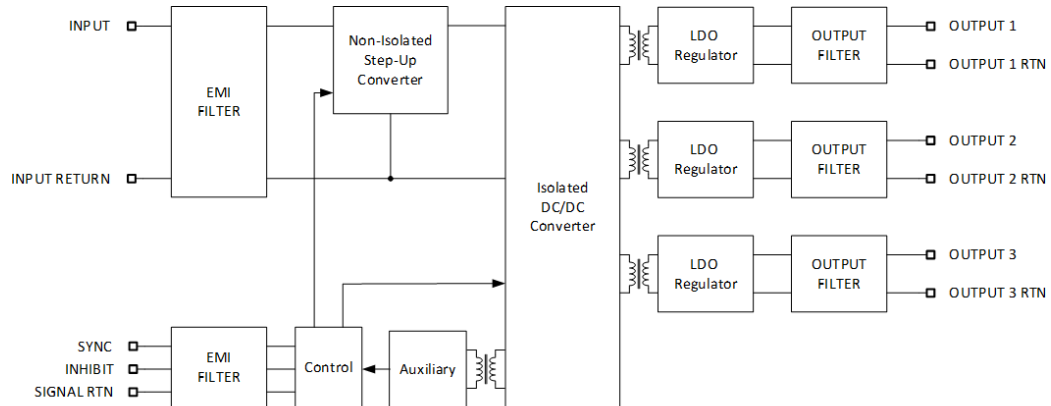 INPUT
INPUT RETURN
EMI
FILTER
Non-Isolated
Step-Up
Converter
Isolated
DC/DC
Converter
LDO
Regulator
OUTPUT
FILTER
OUTPUT 1
OUTPUT 1 RTN
LDO
Regulator
OUTPUT
FILTER
OUTPUT 2
OUTPUT 2 RTN
LDO
Regulator
OUTPUT
FILTER
OUTPUT 3
OUTPUT 3 RTN
SYNC
INHIBIT
SIGNAL RTN
EMI
FILTER
Control
Auxiliary